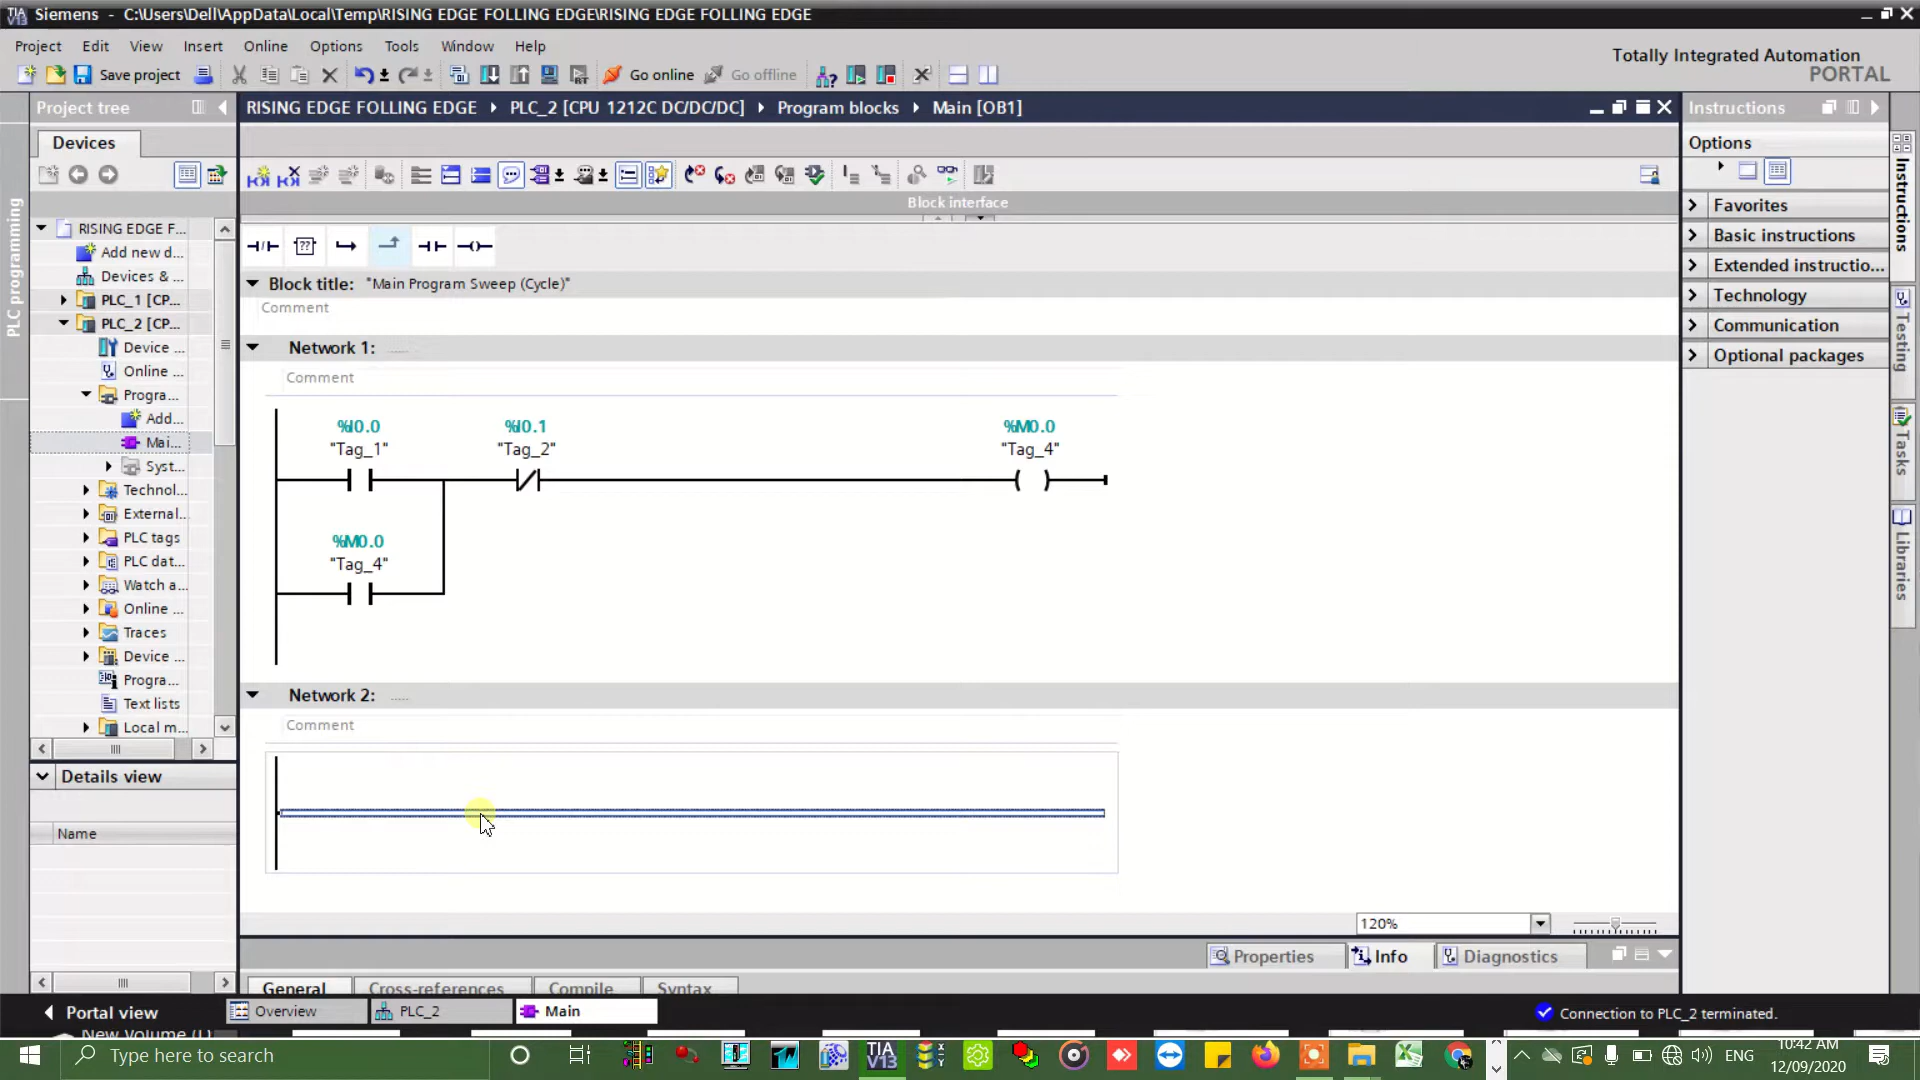 Siemens - C:\Users\Dell\AppData\Local\Temp\RISING EDGE FOLLING EDGE\RISING EDGE FOLLING EDGE
Project Edit View Insert Online Options Tools Window Help
Totally Integrated Automation
PORTAL
Save project Go online Go offline
Project tree
RISING EDGE FOLLING EDGE PLC_2 [CPU 1212C DC/DC/DC] Program blocks Main [OB1]
Instructions
Devices
Options
Block interface
Favorites
Basic instructions
Extended instructio...
Technology
Communication
Optional packages
PLC programming
Instructions
Testing
Tasks
Libraries
RISING EDGE F...
Add new d...
Devices & ...
PLC_1 [CP...
PLC_2 [CP...
Device ...
Online ...
Progra...
Add...
Mai...
Syst...
Technol...
External...
PLC tags
PLC dat...
Watch a...
Online ...
Traces
Device ...
Progra...
Text lists
Local m...
Details view
Name
Block title: "Main Program Sweep (Cycle)"
Comment
Network 1: .....
Comment
%I0.0 %I0.1 %M0.0
"Tag_1" "Tag_2" "Tag_4"
%M0.0
"Tag_4"
Network 2: .....
Comment
120%
Properties Info Diagnostics
General Cross-references Compile Syntax
Portal view Overview PLC_2 Main
Connection to PLC_2 terminated.
New Volume (D
Type here to search
TIA
V13
ENG
10:42 AM
12/09/2020